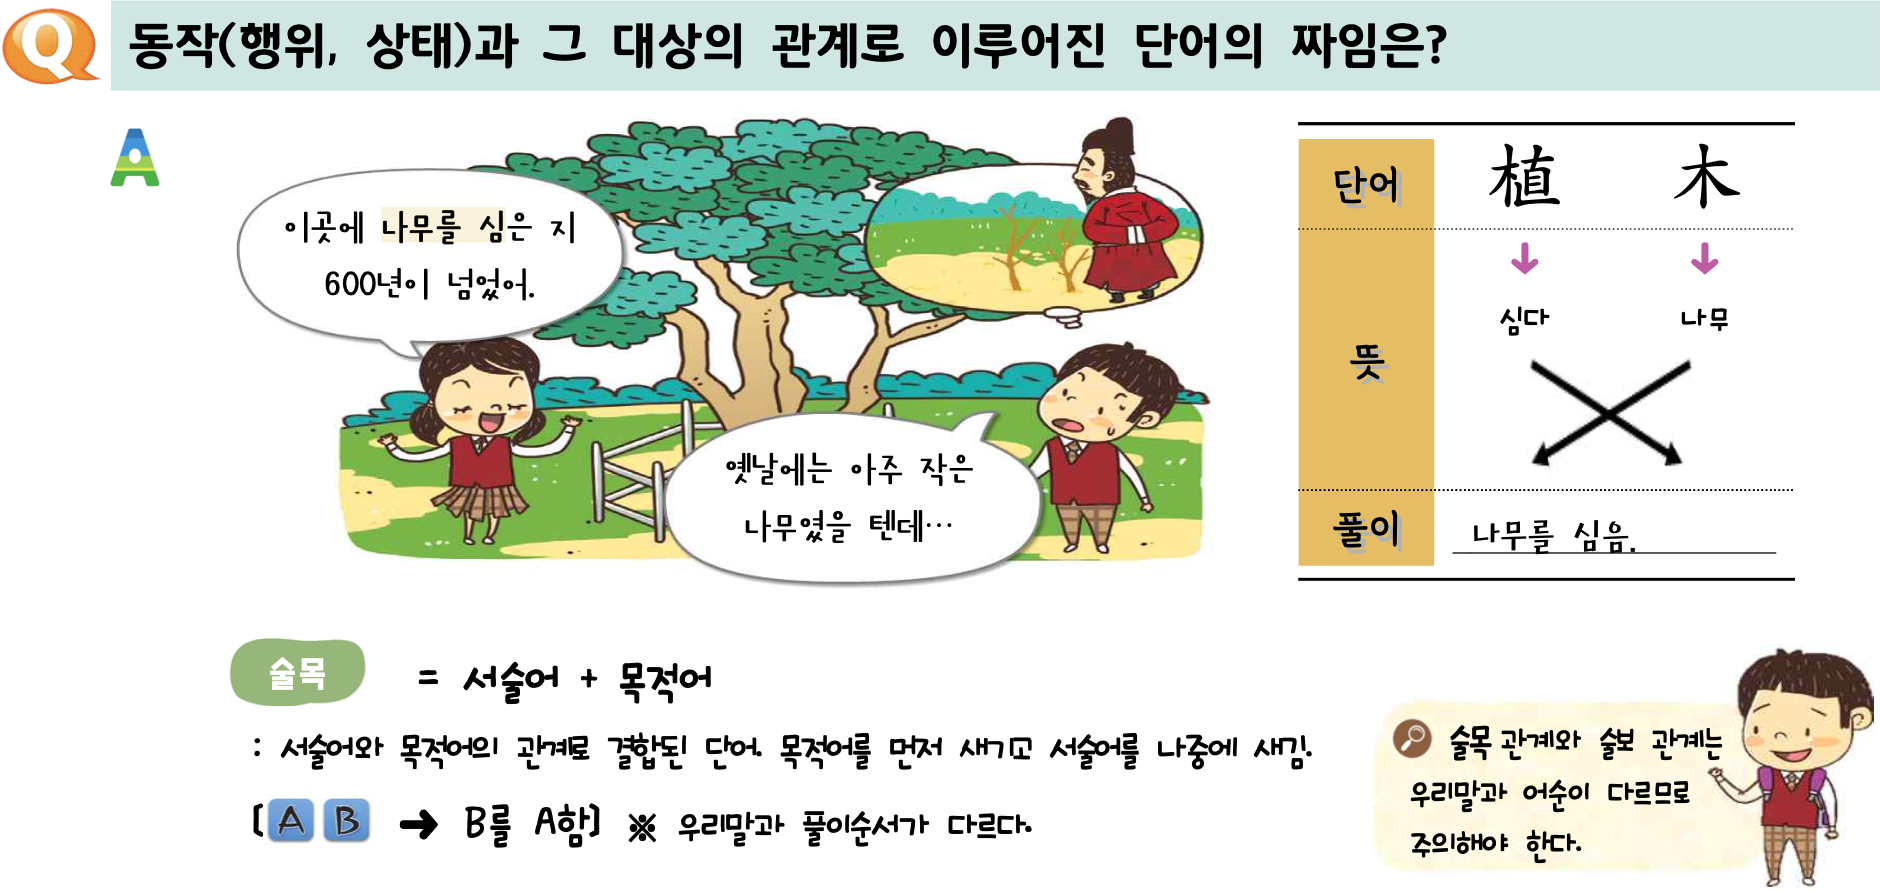 Q 동작(행위, 상태)과 그 대상의 관계로 이루어진 단어의 짜임은?
A
이곳에 나무를 심은 지
600년이 넘었어.
옛날에는 아주 작은
나무였을 텐데…
단어 植 木
뜻 심다 나무
풀이 나무를 심음.
술목 = 서술어 + 목적어
: 서술어와 목적어의 관계로 결합된 단어. 목적어를 먼저 새기고 서술어를 나중에 새김.
[A B ➜ B를 A함] ※ 우리말과 풀이순서가 다르다.
술목 관계와 술보 관계는
우리말과 어순이 다르므로
주의해야 한다.